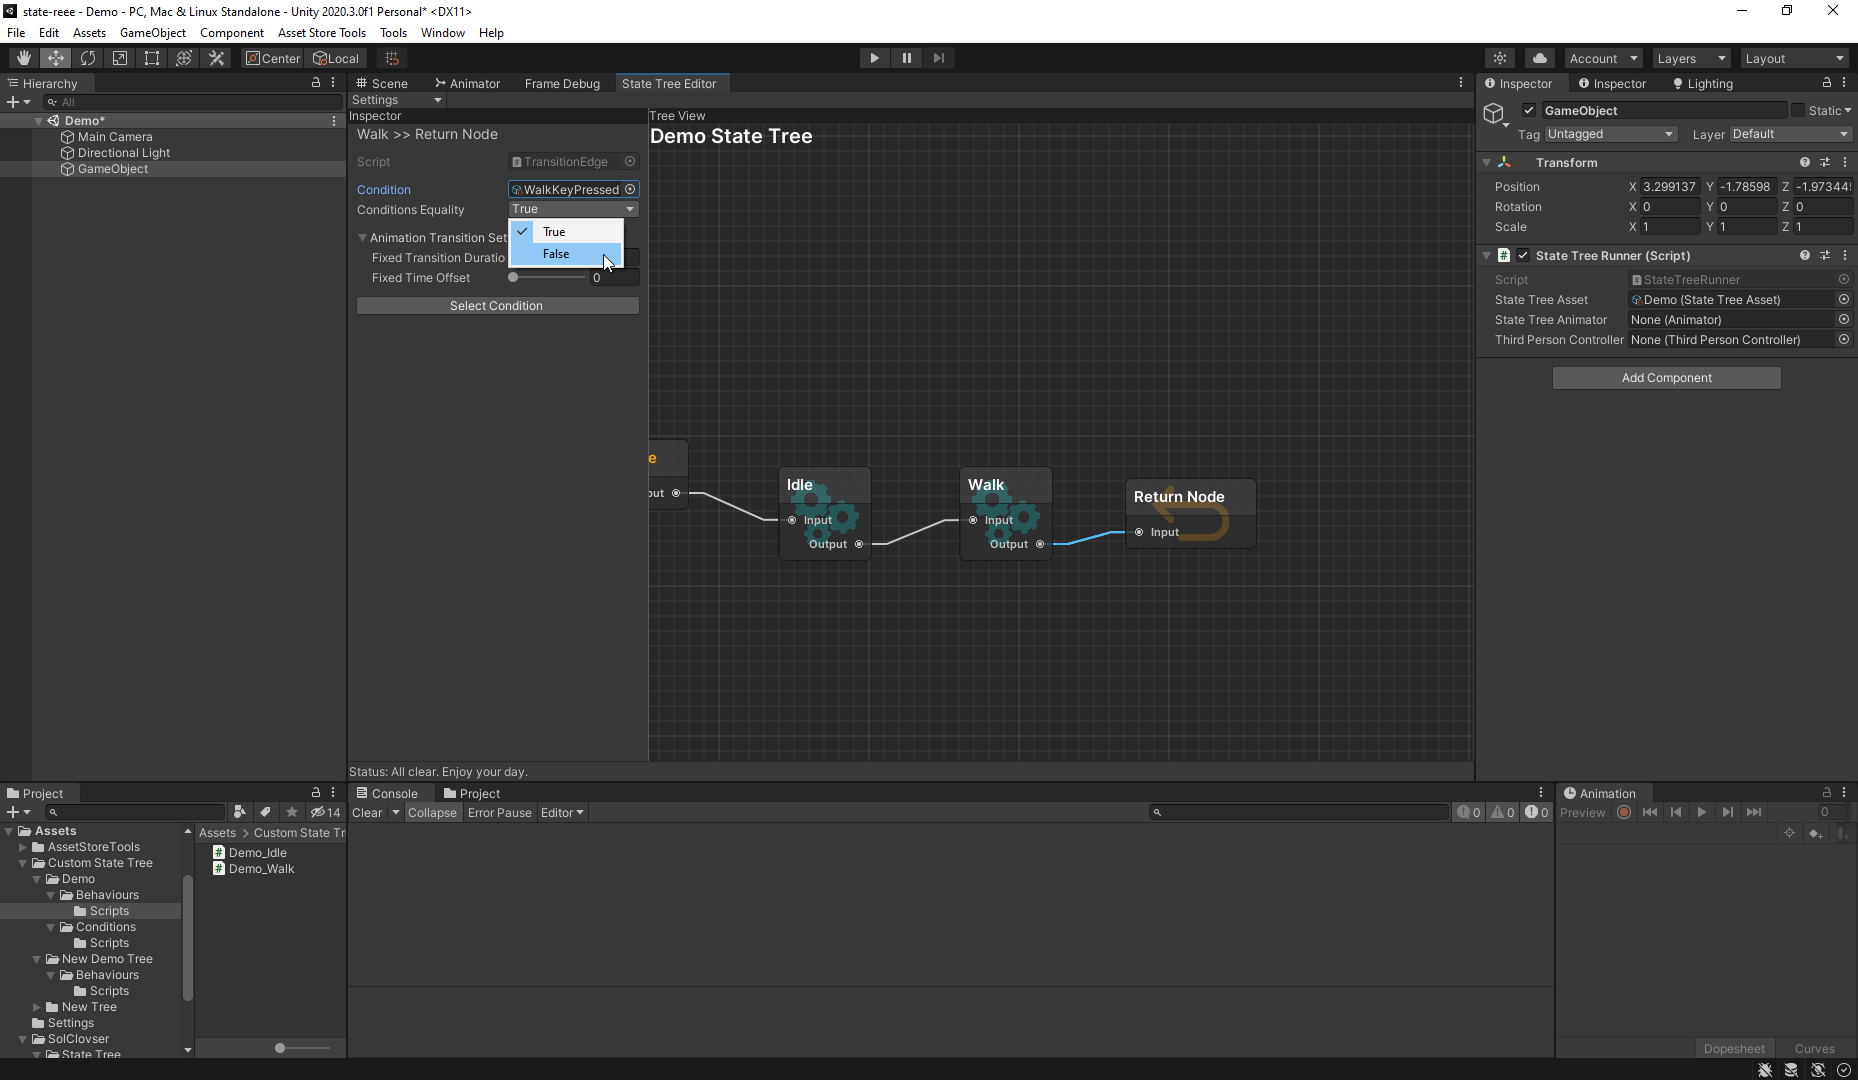 state-reee - Demo - PC, Mac & Linux Standalone - Unity 2020.3.0f1 Personal* <DX11>
File Edit Assets GameObject Component Asset Store Tools Tools Window Help
Center Local
Account Layers Layout
Hierarchy
All
Demo*
Main Camera
Directional Light
GameObject
Scene Animator Frame Debug State Tree Editor
Settings
Inspector
Walk >> Return Node
Script TransitionEdge
Condition WalkKeyPressed
Conditions Equality True
True
False
Animation Transition Set
Fixed Transition Duratio
Fixed Time Offset 0
Select Condition
Tree View
Demo State Tree
e
out
Idle
Input
Output
Walk
Input
Output
Return Node
Input
Status: All clear. Enjoy your day.
Inspector Inspector Lighting
GameObject Static
Tag Untagged Layer Default
Transform
Position X 3.299137 Y -1.78598 Z -1.97344
Rotation X 0 Y 0 Z 0
Scale X 1 Y 1 Z 1
State Tree Runner (Script)
Script StateTreeRunner
State Tree Asset Demo (State Tree Asset)
State Tree Animator None (Animator)
Third Person Controller None (Third Person Controller)
Add Component
Project
14
Assets
AssetStoreTools
Custom State Tree
Demo
Behaviours
Scripts
Conditions
Scripts
New Demo Tree
Behaviours
Scripts
New Tree
Settings
SolClovser
State Tree
Assets > Custom State Tr
Demo_Idle
Demo_Walk
Console Project
Clear Collapse Error Pause Editor
0 0 0
Animation
Preview 0
Dopesheet Curves